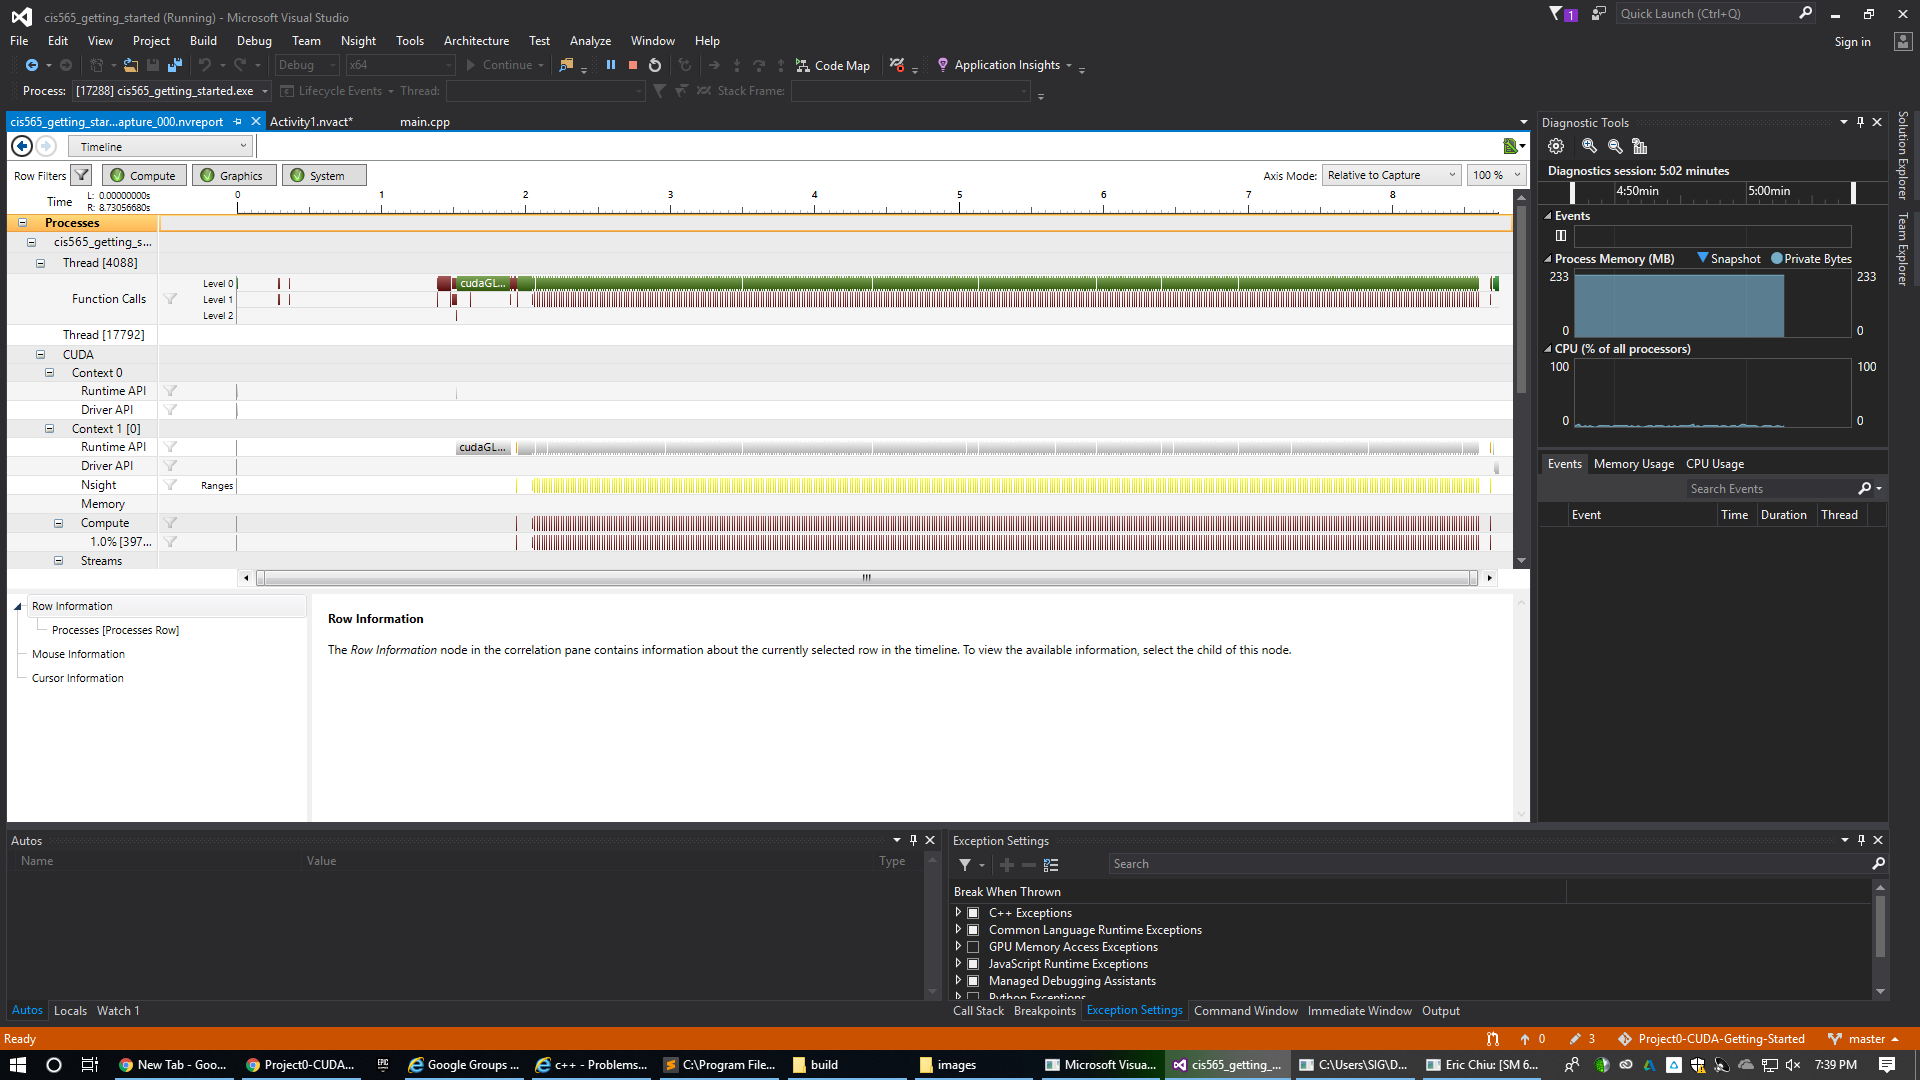 cis565_getting_started (Running) - Microsoft Visual Studio
1
Quick Launch (Ctrl+Q)
File Edit View Project Build Debug Team Nsight Tools Architecture Test Analyze Window Help
Sign in
Debug x64 Continue Code Map Application Insights
Process: [17288] cis565_getting_started.exe Lifecycle Events Thread: Stack Frame:
cis565_getting_star...apture_000.nvreport Activity1.nvact* main.cpp
Timeline
Row Filters Compute Graphics System Axis Mode: Relative to Capture 100 %
Time L: 0.00000000s 0 1 2 3 4 5 6 7 8
R: 8.73056680s
Processes
cis565_getting_s...
Thread [4088]
Level 0 cudaGL...
Function Calls Level 1
Level 2
Thread [17792]
CUDA
Context 0
Runtime API
Driver API
Context 1 [0]
Runtime API cudaGL...
Driver API
Nsight Ranges
Memory
Compute
1.0% [397...
Streams
Row Information
Processes [Processes Row]
Mouse Information
Cursor Information
Row Information
The Row Information node in the correlation pane contains information about the currently selected row in the timeline. To view the available information, select the child of this node.
Diagnostic Tools
Diagnostics session: 5:02 minutes
4:50min 5:00min
Events
Process Memory (MB) Snapshot Private Bytes
233 233
0 0
CPU (% of all processors)
100 100
0 0
Events Memory Usage CPU Usage
Search Events
Event Time Duration Thread
Solution Explorer
Team Explorer
Autos
Name Value Type
Autos Locals Watch 1
Exception Settings
Search
Break When Thrown
C++ Exceptions
Common Language Runtime Exceptions
GPU Memory Access Exceptions
JavaScript Runtime Exceptions
Managed Debugging Assistants
Python Exceptions
Call Stack Breakpoints Exception Settings Command Window Immediate Window Output
Ready 0 3 Project0-CUDA-Getting-Started master
New Tab - Goo... Project0-CUDA... EPIC Google Groups ... c++ - Problems... C:\Program File... build images Microsoft Visua... cis565_getting_... C:\Users\SIG\D... Eric Chiu: [SM 6... 7:39 PM